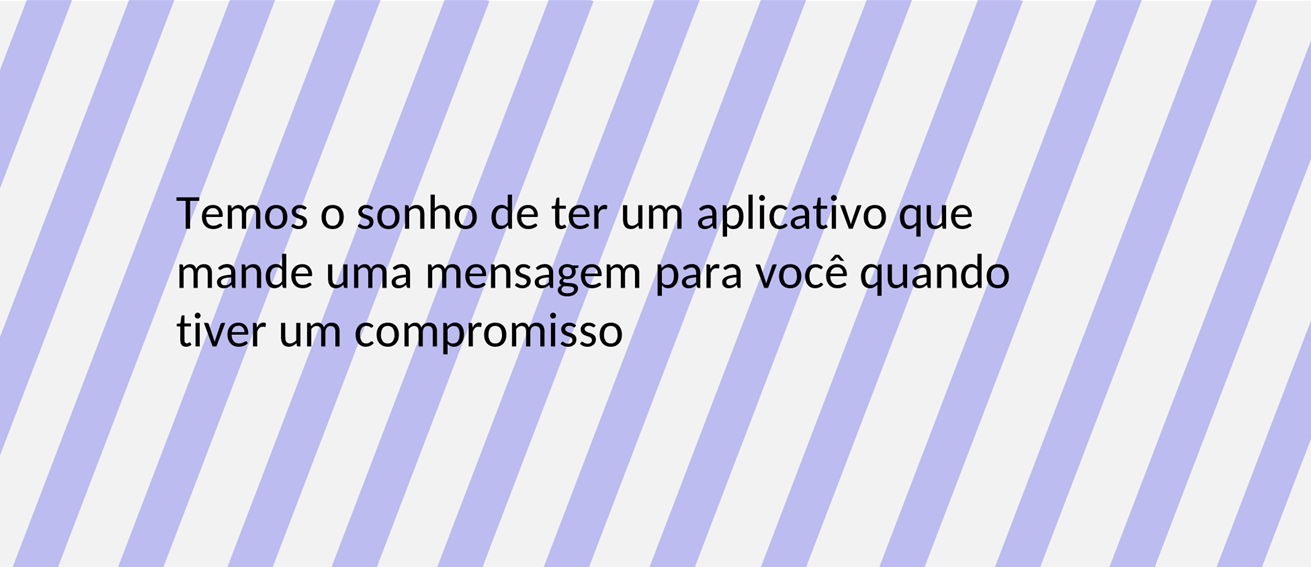 Temos o sonho de ter um aplicativo que
mande uma mensagem para você quando
tiver um compromisso